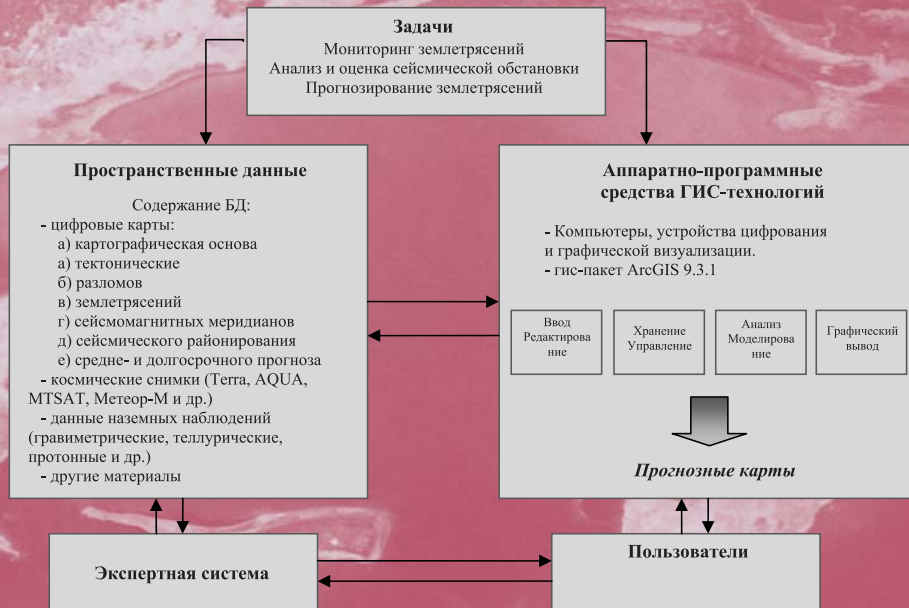 Задачи
Мониторинг землетрясений
Анализ и оценка сейсмической обстановки
Прогнозирование землетрясений
Пространственные данные
Содержание БД:
- цифровые карты:
а) картографическая основа
а) тектонические
б) разломов
в) землетрясений
г) сейсмомагнитных меридианов
д) сейсмического районирования
е) средне- и долгосрочного прогноза
- космические снимки (Terra, AQUA,
MTSAT, Метеор-М и др.)
- данные наземных наблюдений
(гравиметрические, теллурические,
протонные и др.)
- другие материалы
Аппаратно-программные
средства ГИС-технологий
- Компьютеры, устройства цифрования
и графической визуализации.
- гис-пакет ArcGIS 9.3.1
Ввод
Редактирова
ние
Хранение
Управление
Анализ
Моделирова
ние
Графический
вывод
Прогнозные карты
Экспертная система
Пользователи